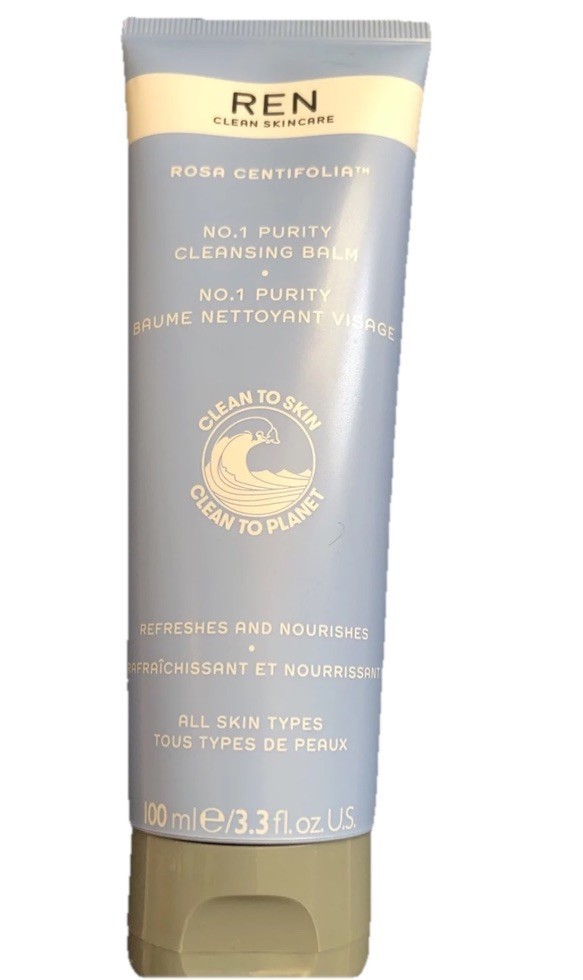 REN
CLEAN SKINCARE
ROSA CENTIFOLIA™
NO.1 PURITY
CLEANSING BALM
•
NO.1 PURITY
BAUME NETTOYANT VISAGE
CLEAN TO SKIN
CLEAN TO PLANET
REFRESHES AND NOURISHES
•
RAFRAÎCHISSANT ET NOURRISSANT
ALL SKIN TYPES
TOUS TYPES DE PEAUX
100 ml℮/3.3 fl.oz. U.S.